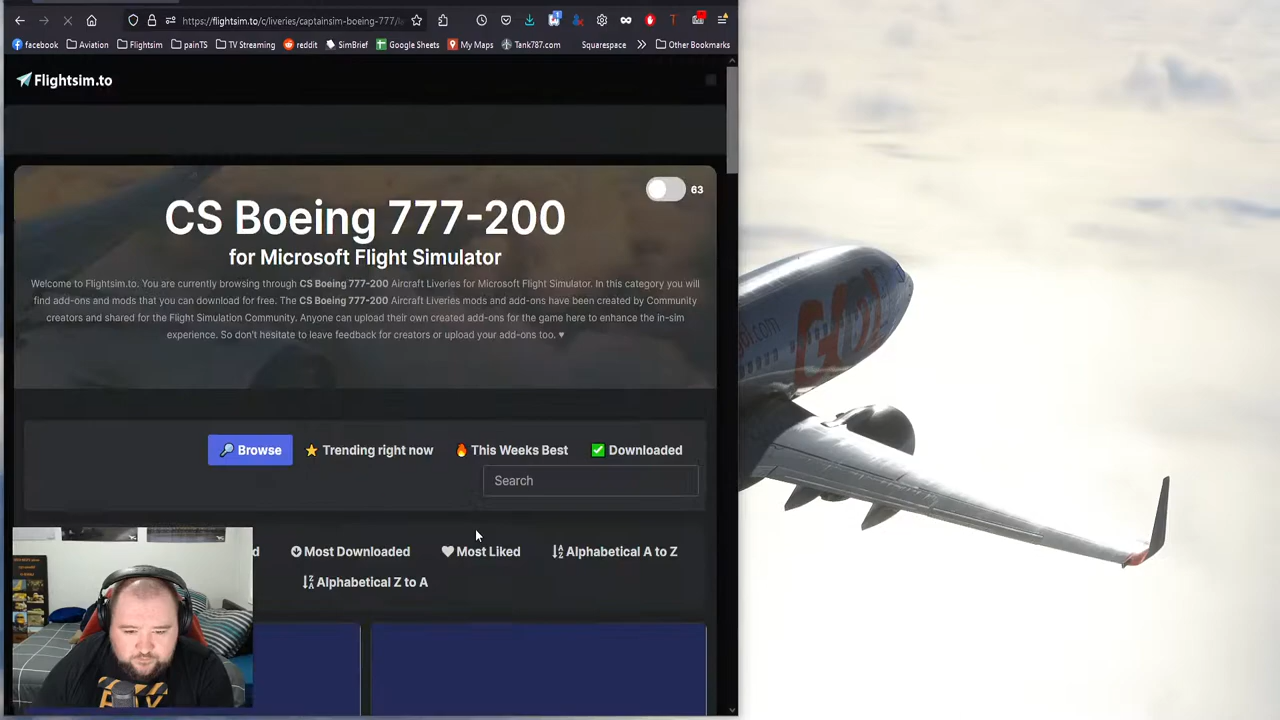 https://flightsim.to/c/liveries/captainsim-boeing-777/
facebook Aviation Flightsim painTS TV Streaming reddit SimBrief Google Sheets My Maps Tank787.com Squarespace Other Bookmarks
Flightsim.to
63
CS Boeing 777-200
for Microsoft Flight Simulator
Welcome to Flightsim.to. You are currently browsing through CS Boeing 777-200 Aircraft Liveries for Microsoft Flight Simulator. In this category you will
find add-ons and mods that you can download for free. The CS Boeing 777-200 Aircraft Liveries mods and add-ons have been created by Community
creators and shared for the Flight Simulation Community. Anyone can upload their own created add-ons for the game here to enhance the in-sim
experience. So don't hesitate to leave feedback for creators or upload your add-ons too. ♥
Browse Trending right now This Weeks Best Downloaded
Search
d Most Downloaded Most Liked Alphabetical A to Z
Alphabetical Z to A
GOL